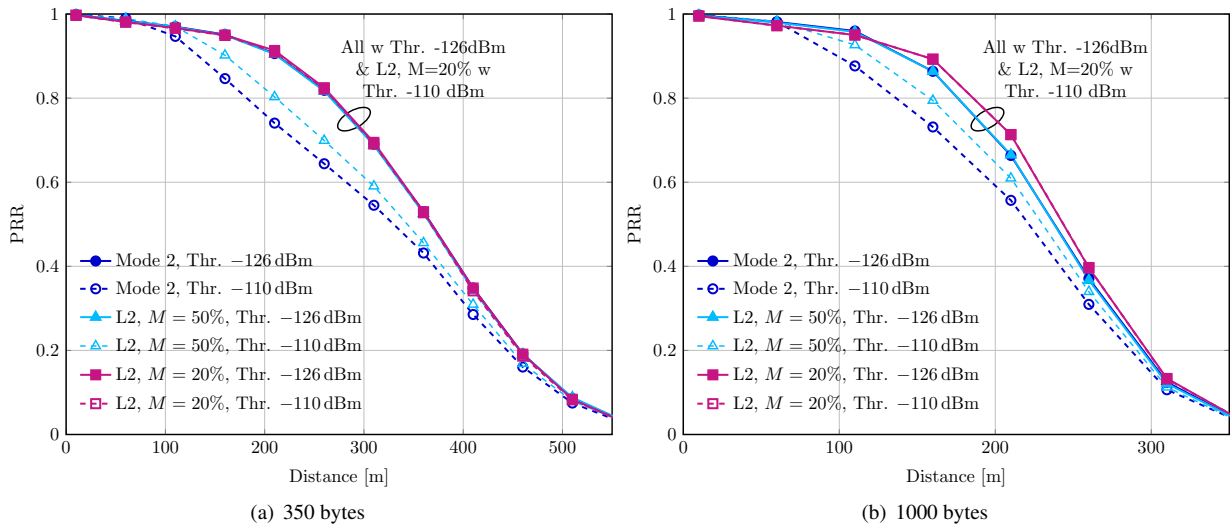 1
0.8
0.6
0.4
0.2
0
PRR
0
100
200
300
400
500
Distance [m]
All w Thr. -126dBm
& L2, M=20% w
Thr. -110 dBm
Mode 2, Thr. −126 dBm
Mode 2, Thr. −110 dBm
L2, M = 50%, Thr. −126 dBm
L2, M = 50%, Thr. −110 dBm
L2, M = 20%, Thr. −126 dBm
L2, M = 20%, Thr. −110 dBm
(a) 350 bytes
1
0.8
0.6
0.4
0.2
0
PRR
0
100
200
300
Distance [m]
All w Thr. -126dBm
& L2, M=20% w
Thr. -110 dBm
Mode 2, Thr. −126 dBm
Mode 2, Thr. −110 dBm
L2, M = 50%, Thr. −126 dBm
L2, M = 50%, Thr. −110 dBm
L2, M = 20%, Thr. −126 dBm
L2, M = 20%, Thr. −110 dBm
(b) 1000 bytes